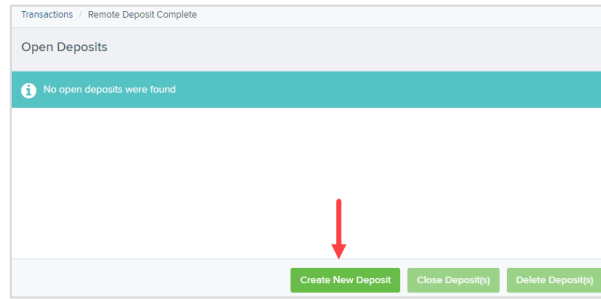 Transactions / Remote Deposit Complete
Open Deposits
No open deposits were found
Create New Deposit Close Deposit(s) Delete Deposit(s)